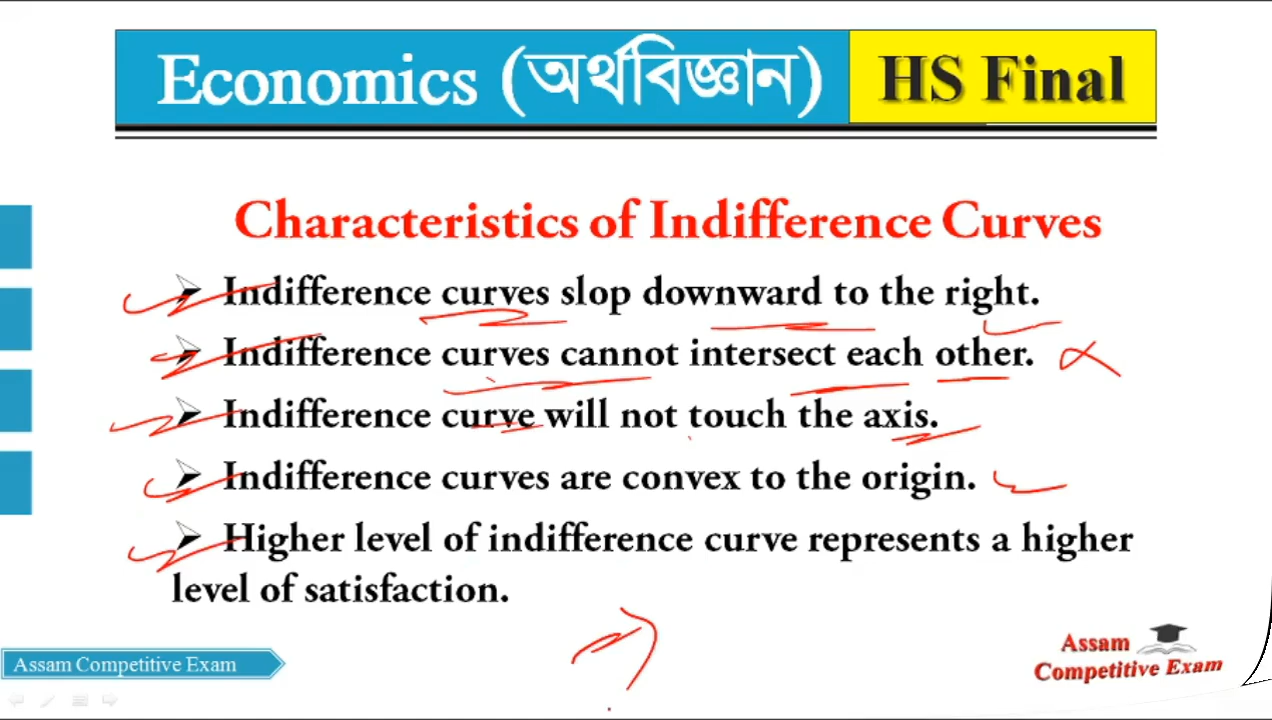 Economics (অর্থবিজ্ঞান) HS Final
Characteristics of Indifference Curves
➢ Indifference curves slop downward to the right.
➢ Indifference curves cannot intersect each other.
➢ Indifference curve will not touch the axis.
➢ Indifference curves are convex to the origin.
➢ Higher level of indifference curve represents a higher
level of satisfaction.
Assam Competitive Exam
Assam
Competitive Exam